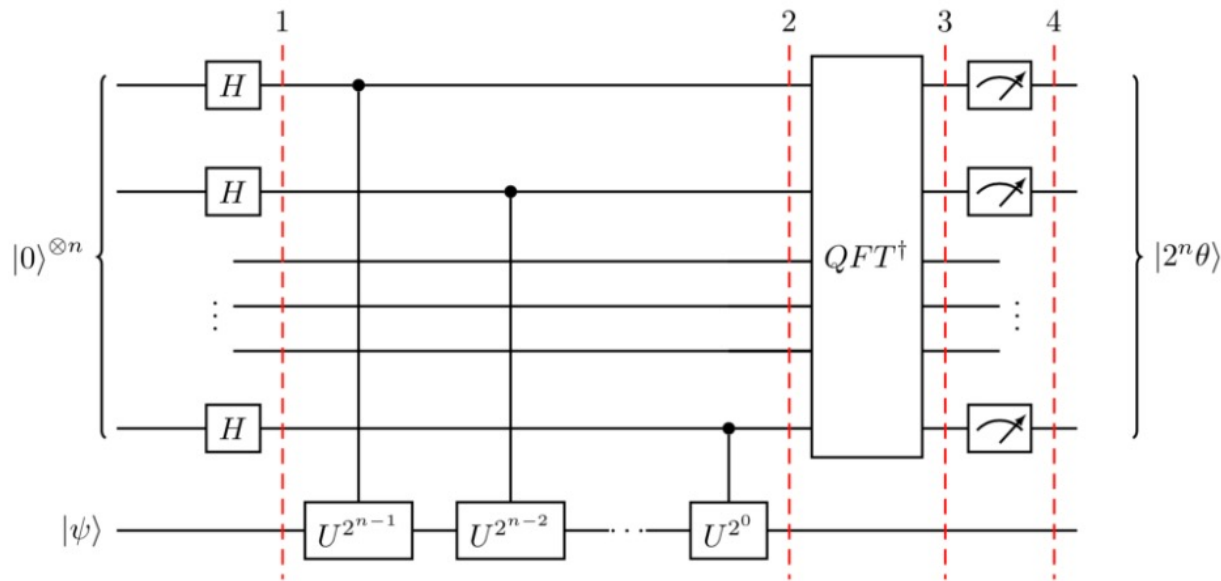 1 2 3 4
H
H
|0⟩^{⊗n} QFT^† |2^nθ⟩
⋮ ⋮
H
|ψ⟩ U^{2^{n-1}} U^{2^{n-2}} ··· U^{2^0}